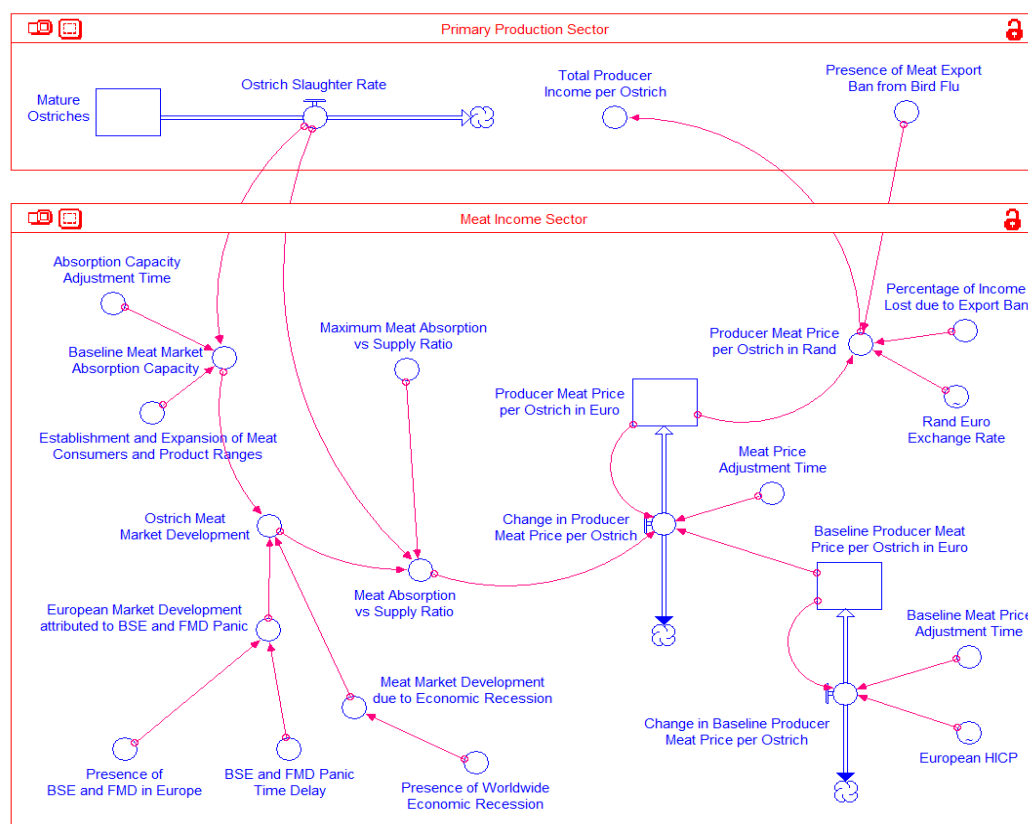 Primary Production Sector
Mature
Ostriches
Ostrich Slaughter Rate
Total Producer
Income per Ostrich
Presence of Meat Export
Ban from Bird Flu
Meat Income Sector
Absorption Capacity
Adjustment Time
Baseline Meat Market
Absorption Capacity
Establishment and Expansion of Meat
Consumers and Product Ranges
Maximum Meat Absorption
vs Supply Ratio
Producer Meat Price
per Ostrich in Rand
Percentage of Income
Lost due to Export Ban
Rand Euro
Exchange Rate
Producer Meat Price
per Ostrich in Euro
Meat Price
Adjustment Time
Ostrich Meat
Market Development
Change in Producer
Meat Price per Ostrich
Baseline Producer Meat
Price per Ostrich in Euro
Meat Absorption
vs Supply Ratio
European Market Development
attributed to BSE and FMD Panic
Baseline Meat Price
Adjustment Time
Meat Market Development
due to Economic Recession
Change in Baseline Producer
Meat Price per Ostrich
European HICP
Presence of
BSE and FMD in Europe
BSE and FMD Panic
Time Delay
Presence of Worldwide
Economic Recession